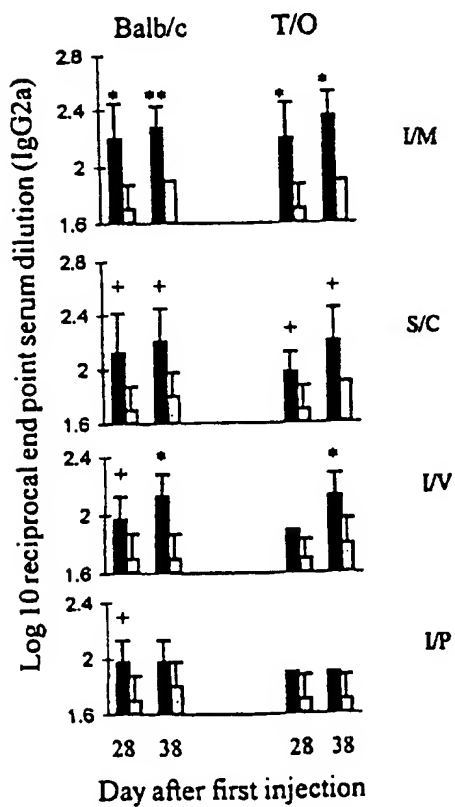 Balb/c T/O
Log 10 reciprocal end point serum dilution (IgG2a)
2.8
* ** * *
2.4
I/M
2
1.6
2.8
+ + + +
S/C
2.4
2
1.6
2.4
+ * *
I/V
2
1.6
2.4
+
I/P
2
1.6
28 38 28 38
Day after first injection